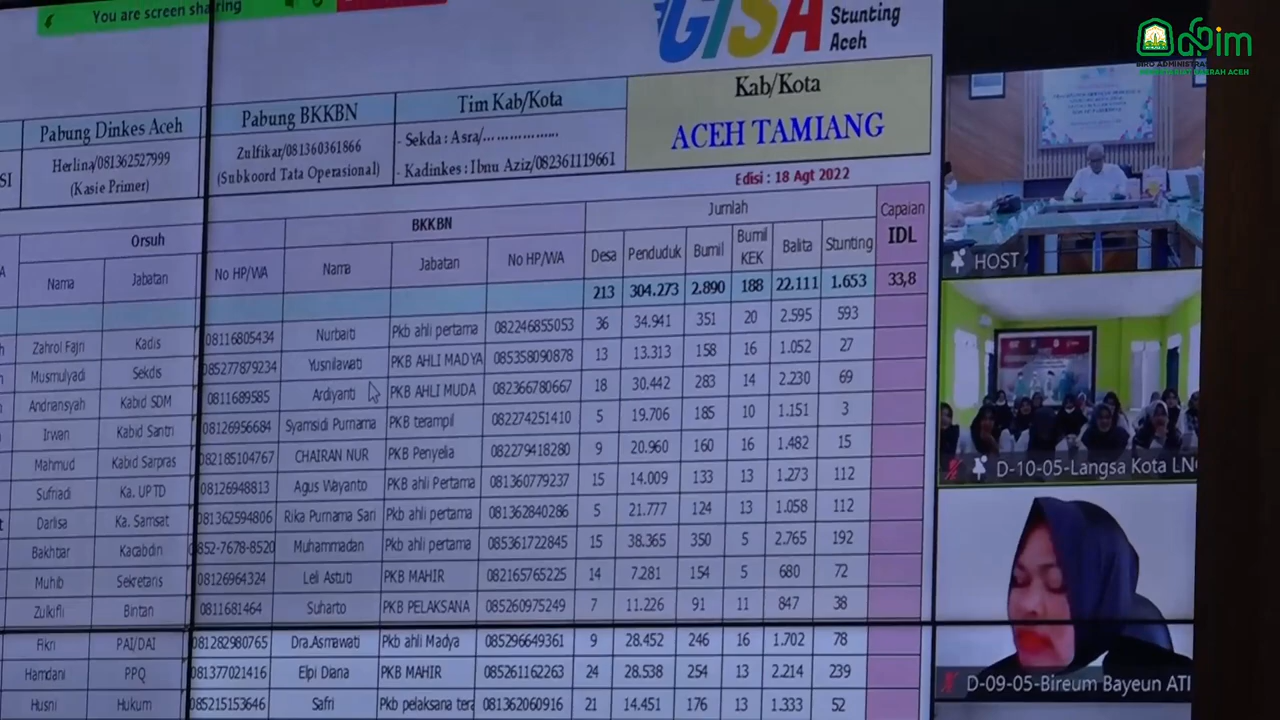 You are screen sharing
GISA Stunting
Aceh
Kab/Kota
ACEH TAMIANG
Pabung Dinkes Aceh
Herlina/081362527999
(Kasie Primer)
Pabung BKKBN
Zulfikar/081360361866
(Subkoord Tata Operasional)
Tim Kab/Kota
- Sekda : Asra/..................
- Kadinkes : Ibnu Aziz/082361119661
SI
Edisi : 18 Agt 2022
Orsuh BKKBN Jumlah Capaian
IDL
A Nama Jabatan No HP/WA Nama Jabatan No HP/WA Desa Penduduk Bumil Bumil KEK Balita Stunting
213 304.273 2.890 188 22.111 1.653 33,8
Zahrol Fajri Kadis 08116805434 Nurbaiti Pkb ahli pertama 082246855053 36 34.941 351 20 2.595 593
Musmulyadi Sekdis 085277879234 Yusnilawati PKB AHLI MADYA 085358090878 13 13.313 158 16 1.052 27
Andriansyah Kabid SDM 0811689585 Ardiyanti PKB AHLI MUDA 082366780667 18 30.442 283 14 2.230 69
Irwan Kabid Santri 08126956684 Syamsidi Purnama PKB terampil 082274251410 5 19.706 185 10 1.151 3
Mahmud Kabid Sarpras 082185104767 CHAIRAN NUR PKB Penyelia 082279418280 9 20.960 160 16 1.482 15
Sufriadi Ka. UPTD 08126948813 Agus Wayanto PKB ahli Pertama 081360779237 15 14.009 133 13 1.273 112
Darlisa Ka. Samsat 081362594806 Rika Purnama Sari Pkb ahli pertama 081362840286 5 21.777 124 13 1.058 112
Bakhtiar Kacabdin 0852-7678-8520 Muhammadan Pkb ahli pertama 085361722845 15 38.365 350 5 2.765 192
Muhib Sekretaris 08126964324 Leli Astuti PKB MAHIR 082165765225 14 7.281 154 5 680 72
Zulkifli Bintan 0811681464 Suharto PKB PELAKSANA 085260975249 7 11.226 91 11 847 38
Fikri PAI/DAI 081282980765 Dra.Asmawati Pkb ahli Madya 085296649361 9 28.452 246 16 1.702 78
Hamdani PPQ 081377021416 Elpi Diana PKB MAHIR 085261162263 24 28.538 254 13 2.214 239
Husni Hukum 085215153646 Safri Pkb pelaksana tera 081362060916 21 14.451 176 13 1.333 52
HOST
D-10-05-Langsa Kota LN
D-09-05-Bireum Bayeun ATI
adpim
BIRO ADMINISTRA
SEKRETARIAT DAERAH ACEH